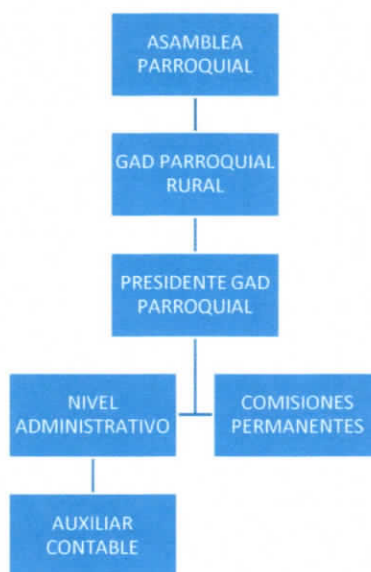 ASAMBLEA
PARROQUIAL
GAD PARROQUIAL
RURAL
PRESIDENTE GAD
PARROQUIAL
NIVEL
ADMINISTRATIVO
COMISIONES
PERMANENTES
AUXILIAR
CONTABLE